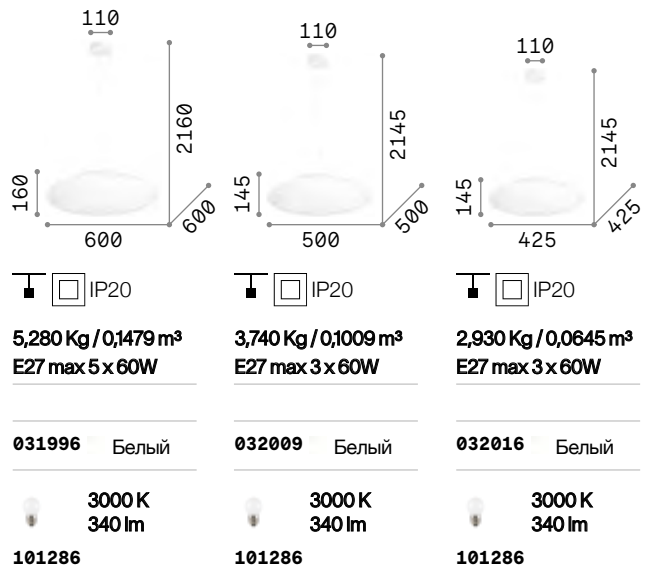 110
2160
160
600
600
IP20
5,280 Kg / 0,1479 m³
E27 max 5 x 60W
031996 Белый
3000 K
340 lm
101286
110
2145
145
500
500
IP20
3,740 Kg / 0,1009 m³
E27 max 3 x 60W
032009 Белый
3000 K
340 lm
101286
110
2145
145
425
425
IP20
2,930 Kg / 0,0645 m³
E27 max 3 x 60W
032016 Белый
3000 K
340 lm
101286